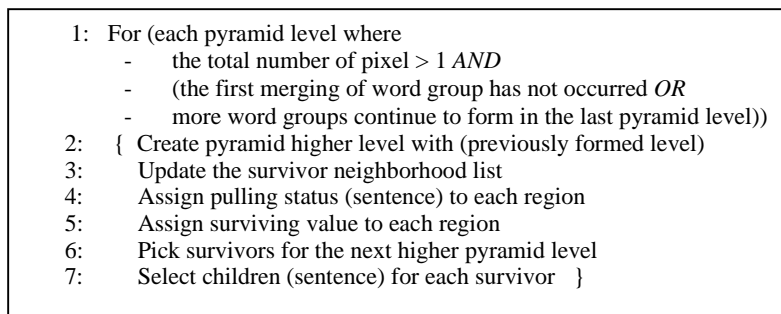 1: For (each pyramid level where
- the total number of pixel > 1 AND
- (the first merging of word group has not occurred OR
- more word groups continue to form in the last pyramid level))
2: { Create pyramid higher level with (previously formed level)
3: Update the survivor neighborhood list
4: Assign pulling status (sentence) to each region
5: Assign surviving value to each region
6: Pick survivors for the next higher pyramid level
7: Select children (sentence) for each survivor }